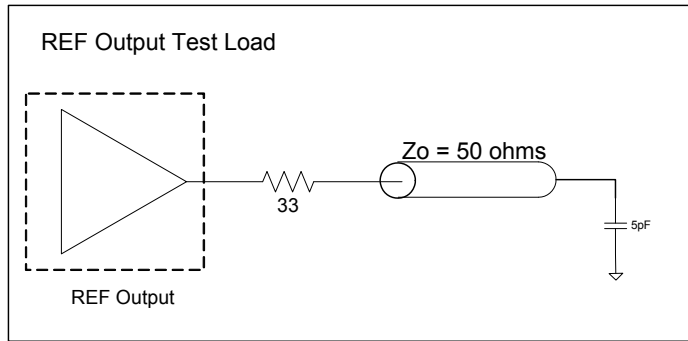 REF Output Test Load
Zo = 50 ohms
33
5pF
REF Output